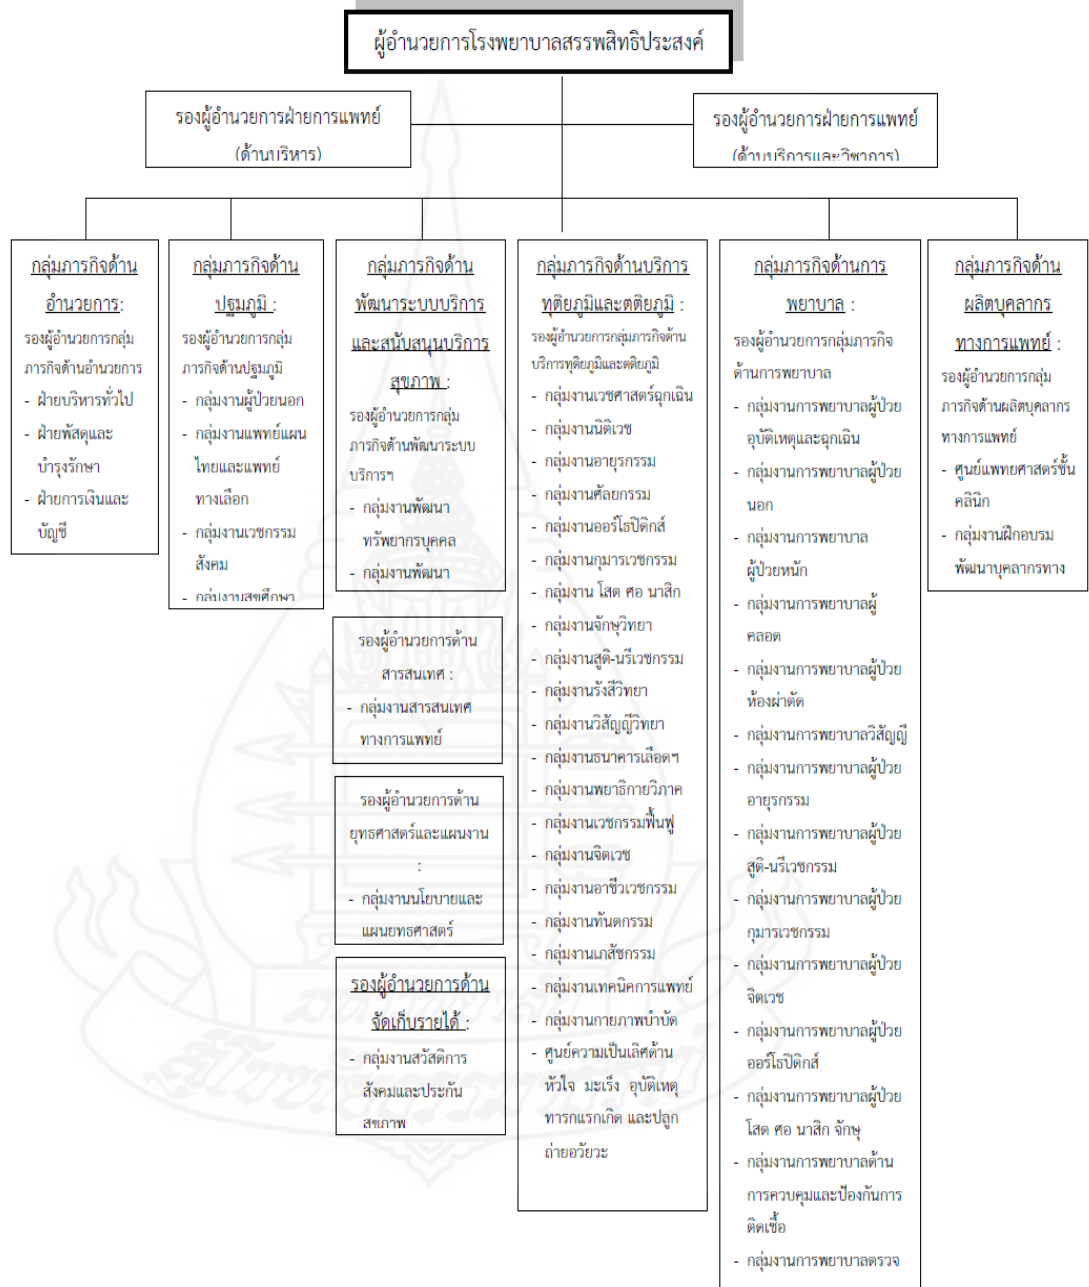 ผู้อำนวยการโรงพยาบาลสรรพสิทธิประสงค์
รองผู้อำนวยการฝ่ายการแพทย์
(ด้านบริหาร)
รองผู้อำนวยการฝ่ายการแพทย์
(ด้านบริการและวิชาการ)
กลุ่มภารกิจด้าน
อำนวยการ:
รองผู้อำนวยการกลุ่ม
ภารกิจด้านอำนวยการ
- ฝ่ายบริหารทั่วไป
- ฝ่ายพัสดุและ
บำรุงรักษา
- ฝ่ายการเงินและ
บัญชี
กลุ่มภารกิจด้าน
ปฐมภูมิ :
รองผู้อำนวยการกลุ่ม
ภารกิจด้านปฐมภูมิ
- กลุ่มงานผู้ป่วยนอก
- กลุ่มงานแพทย์แผน
ไทยและแพทย์
ทางเลือก
- กลุ่มงานเวชกรรม
สังคม
- กลุ่มงานสุขศึกษา
กลุ่มภารกิจด้าน
พัฒนาระบบบริการ
และสนับสนุนบริการ
สุขภาพ :
รองผู้อำนวยการกลุ่ม
ภารกิจด้านพัฒนาระบบ
บริการฯ
- กลุ่มงานพัฒนา
ทรัพยากรบุคคล
- กลุ่มงานพัฒนา
รองผู้อำนวยการด้าน
สารสนเทศ :
- กลุ่มงานสารสนเทศ
ทางการแพทย์
รองผู้อำนวยการด้าน
ยุทธศาสตร์และแผนงาน
:
- กลุ่มงานนโยบายและ
แผนยุทธศาสตร์
รองผู้อำนวยการด้าน
จัดเก็บรายได้ :
- กลุ่มงานสวัสดิการ
สังคมและประกัน
สุขภาพ
กลุ่มภารกิจด้านบริการ
ทุติยภูมิและตติยภูมิ :
รองผู้อำนวยการกลุ่มภารกิจด้าน
บริการทุติยภูมิและตติยภูมิ
- กลุ่มงานเวชศาสตร์ฉุกเฉิน
- กลุ่มงานนิติเวช
- กลุ่มงานอายุรกรรม
- กลุ่มงานศัลยกรรม
- กลุ่มงานออร์โธปิดิกส์
- กลุ่มงานกุมารเวชกรรม
- กลุ่มงาน โสต ศอ นาสิก
- กลุ่มงานจักษุวิทยา
- กลุ่มงานสูติ-นรีเวชกรรม
- กลุ่มงานรังสีวิทยา
- กลุ่มงานวิสัญญีวิทยา
- กลุ่มงานธนาคารเลือดฯ
- กลุ่มงานพยาธิกายวิภาค
- กลุ่มงานเวชกรรมฟื้นฟู
- กลุ่มงานจิตเวช
- กลุ่มงานอาชีวเวชกรรม
- กลุ่มงานทันตกรรม
- กลุ่มงานเภสัชกรรม
- กลุ่มงานเทคนิคการแพทย์
- กลุ่มงานกายภาพบำบัด
- ศูนย์ความเป็นเลิศด้าน
หัวใจ มะเร็ง อุบัติเหตุ
ทารกแรกเกิด และปลูก
ถ่ายอวัยวะ
กลุ่มภารกิจด้านการ
พยาบาล :
รองผู้อำนวยการกลุ่มภารกิจ
ด้านการพยาบาล
- กลุ่มงานการพยาบาลผู้ป่วย
อุบัติเหตุและฉุกเฉิน
- กลุ่มงานการพยาบาลผู้ป่วย
นอก
- กลุ่มงานการพยาบาล
ผู้ป่วยหนัก
- กลุ่มงานการพยาบาลผู้
คลอด
- กลุ่มงานการพยาบาลผู้ป่วย
ห้องผ่าตัด
- กลุ่มงานการพยาบาลวิสัญญี
- กลุ่มงานการพยาบาลผู้ป่วย
อายุรกรรม
- กลุ่มงานการพยาบาลผู้ป่วย
สูติ-นรีเวชกรรม
- กลุ่มงานการพยาบาลผู้ป่วย
กุมารเวชกรรม
- กลุ่มงานการพยาบาลผู้ป่วย
จิตเวช
- กลุ่มงานการพยาบาลผู้ป่วย
ออร์โธปิดิกส์
- กลุ่มงานการพยาบาลผู้ป่วย
โสต ศอ นาสิก จักษุ
- กลุ่มงานการพยาบาลด้าน
การควบคุมและป้องกันการ
ติดเชื้อ
- กลุ่มงานการพยาบาลตรวจ
กลุ่มภารกิจด้าน
ผลิตบุคลากร
ทางการแพทย์ :
รองผู้อำนวยการกลุ่ม
ภารกิจด้านผลิตบุคลากร
ทางการแพทย์
- ศูนย์แพทยศาสตร์ชั้น
คลินิก
- กลุ่มงานฝึกอบรม
พัฒนาบุคลากรทาง